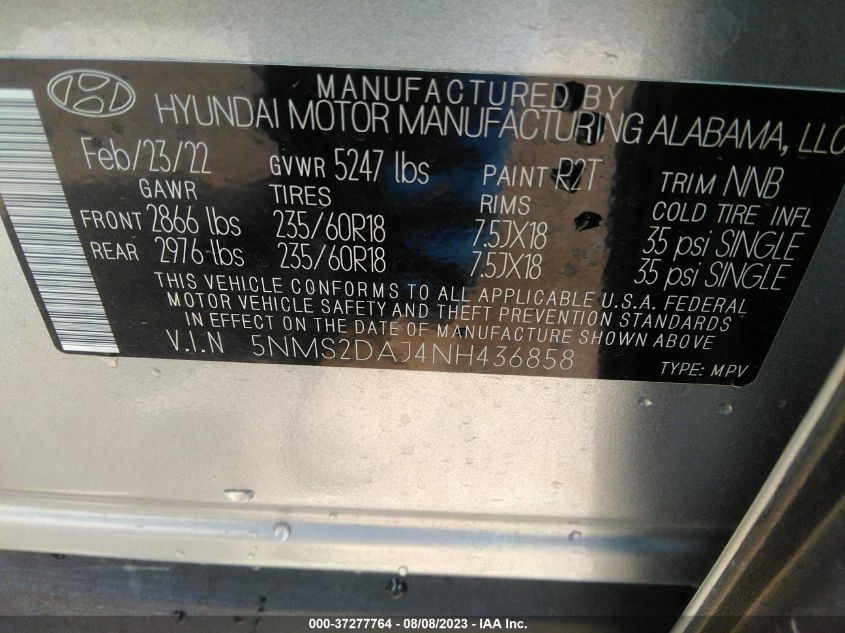 MANUFACTURED BY
HYUNDAI MOTOR MANUFACTURING ALABAMA, LLC
Feb/23/22 GVWR 5247 lbs PAINT R2T TRIM NNB
GAWR TIRES RIMS COLD TIRE INFL
FRONT 2866 lbs 235/60R18 7.5JX18 35 psi SINGLE
REAR 2976 lbs 235/60R18 7.5JX18 35 psi SINGLE
THIS VEHICLE CONFORMS TO ALL APPLICABLE U.S.A. FEDERAL
MOTOR VEHICLE SAFETY AND THEFT PREVENTION STANDARDS
IN EFFECT ON THE DATE OF MANUFACTURE SHOWN ABOVE
V.I.N 5NMS2DAJ4NH436858 TYPE: MPV
000-37277764 - 08/08/2023 - IAA Inc.